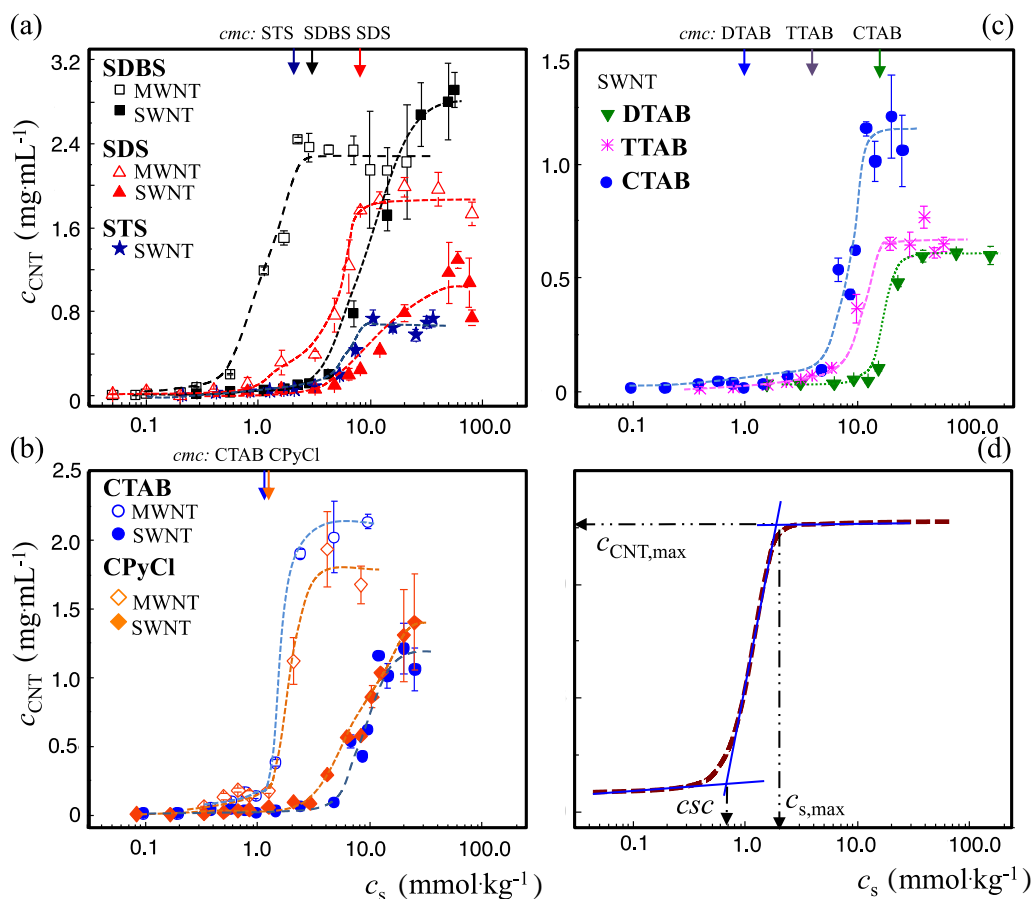 (a)
cmc: STS SDBS SDS
3.2
2.4
1.6
0.8
0
c_CNT (mg·mL⁻¹)
SDBS
MWNT
SWNT
SDS
MWNT
SWNT
STS
SWNT
0.1 1.0 10.0 100.0
(c)
cmc: DTAB TTAB CTAB
1.5
1.0
0.5
0
SWNT
DTAB
TTAB
CTAB
0.1 1.0 10.0 100.0
(b)
cmc: CTAB CPyCl
2.5
2.0
1.5
1.0
0.5
0
c_CNT (mg·mL⁻¹)
CTAB
MWNT
SWNT
CPyCl
MWNT
SWNT
0.1 1.0 10.0 100.0
c_s (mmol·kg⁻¹)
(d)
c_CNT,max
csc
c_s,max
0.1 1.0 10.0 100.0
c_s (mmol·kg⁻¹)